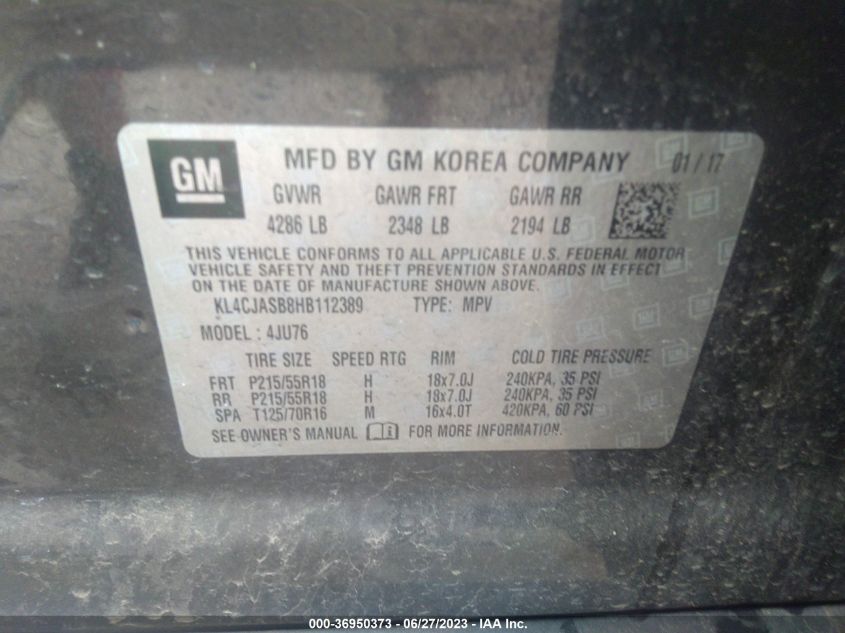 GM
MFD BY GM KOREA COMPANY 01/17
GVWR GAWR FRT GAWR RR
4286 LB 2348 LB 2194 LB
THIS VEHICLE CONFORMS TO ALL APPLICABLE U.S. FEDERAL MOTOR
VEHICLE SAFETY AND THEFT PREVENTION STANDARDS IN EFFECT
ON THE DATE OF MANUFACTURE SHOWN ABOVE.
KL4CJASB8HB112389 TYPE: MPV
MODEL: 4JU76
TIRE SIZE SPEED RTG RIM COLD TIRE PRESSURE
FRT P215/55R18 H 18x7.0J 240KPA, 35 PSI
RR P215/55R18 H 18x7.0J 240KPA, 35 PSI
SPA T125/70R16 M 16x4.0T 420KPA, 60 PSI
SEE OWNER'S MANUAL FOR MORE INFORMATION.
000-36950373 - 06/27/2023 - IAA Inc.